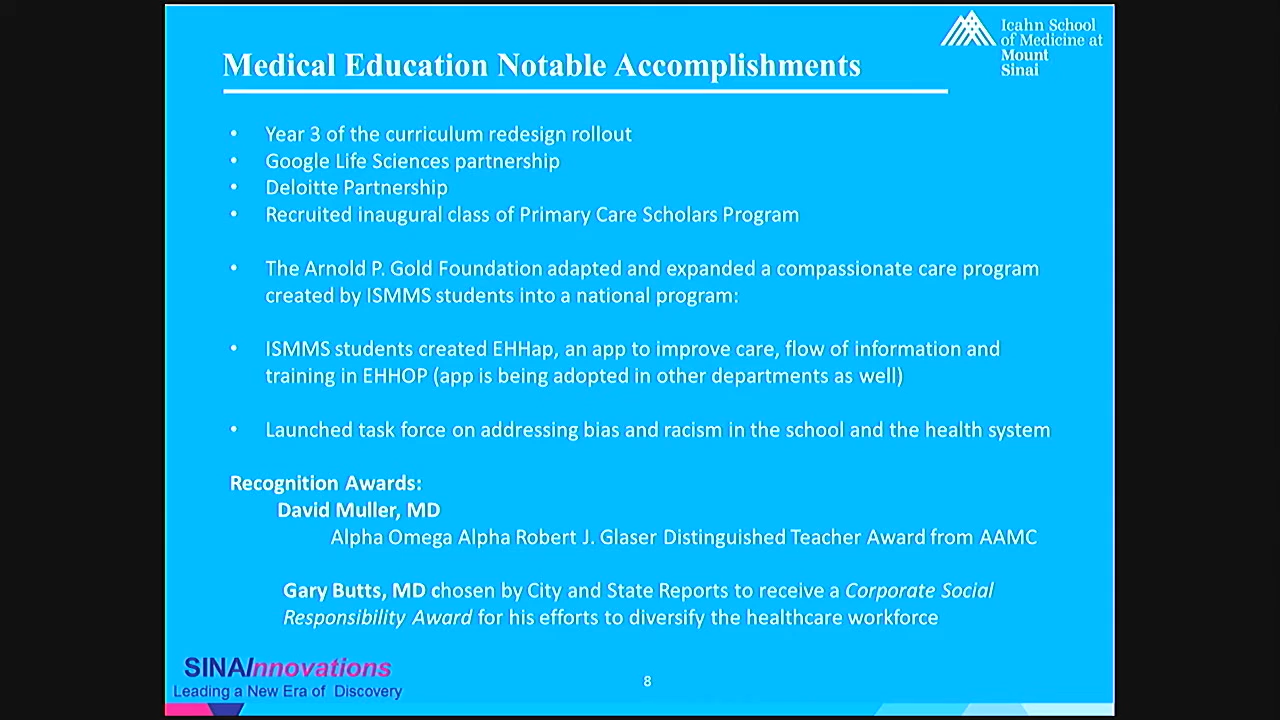 Icahn School
of Medicine at
Mount
Sinai
Medical Education Notable Accomplishments
• Year 3 of the curriculum redesign rollout
• Google Life Sciences partnership
• Deloitte Partnership
• Recruited inaugural class of Primary Care Scholars Program
• The Arnold P. Gold Foundation adapted and expanded a compassionate care program
created by ISMMS students into a national program:
• ISMMS students created EHHap, an app to improve care, flow of information and
training in EHHOP (app is being adopted in other departments as well)
• Launched task force on addressing bias and racism in the school and the health system
Recognition Awards:
David Muller, MD
Alpha Omega Alpha Robert J. Glaser Distinguished Teacher Award from AAMC
Gary Butts, MD chosen by City and State Reports to receive a Corporate Social
Responsibility Award for his efforts to diversify the healthcare workforce
SINAInnovations
Leading a New Era of Discovery
8